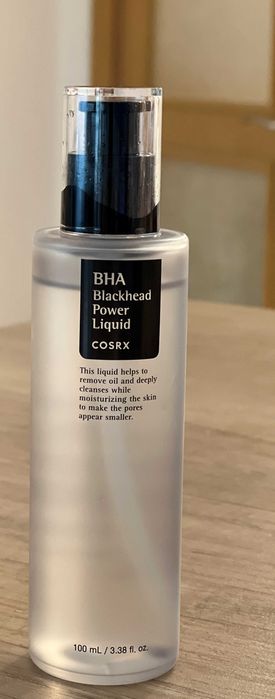 BHA
Blackhead
Power
Liquid
COSRX
This liquid helps to
remove oil and deeply
cleanses while
moisturizing the skin
to make the pores
appear smaller.
100 mL / 3.38 fl. oz.